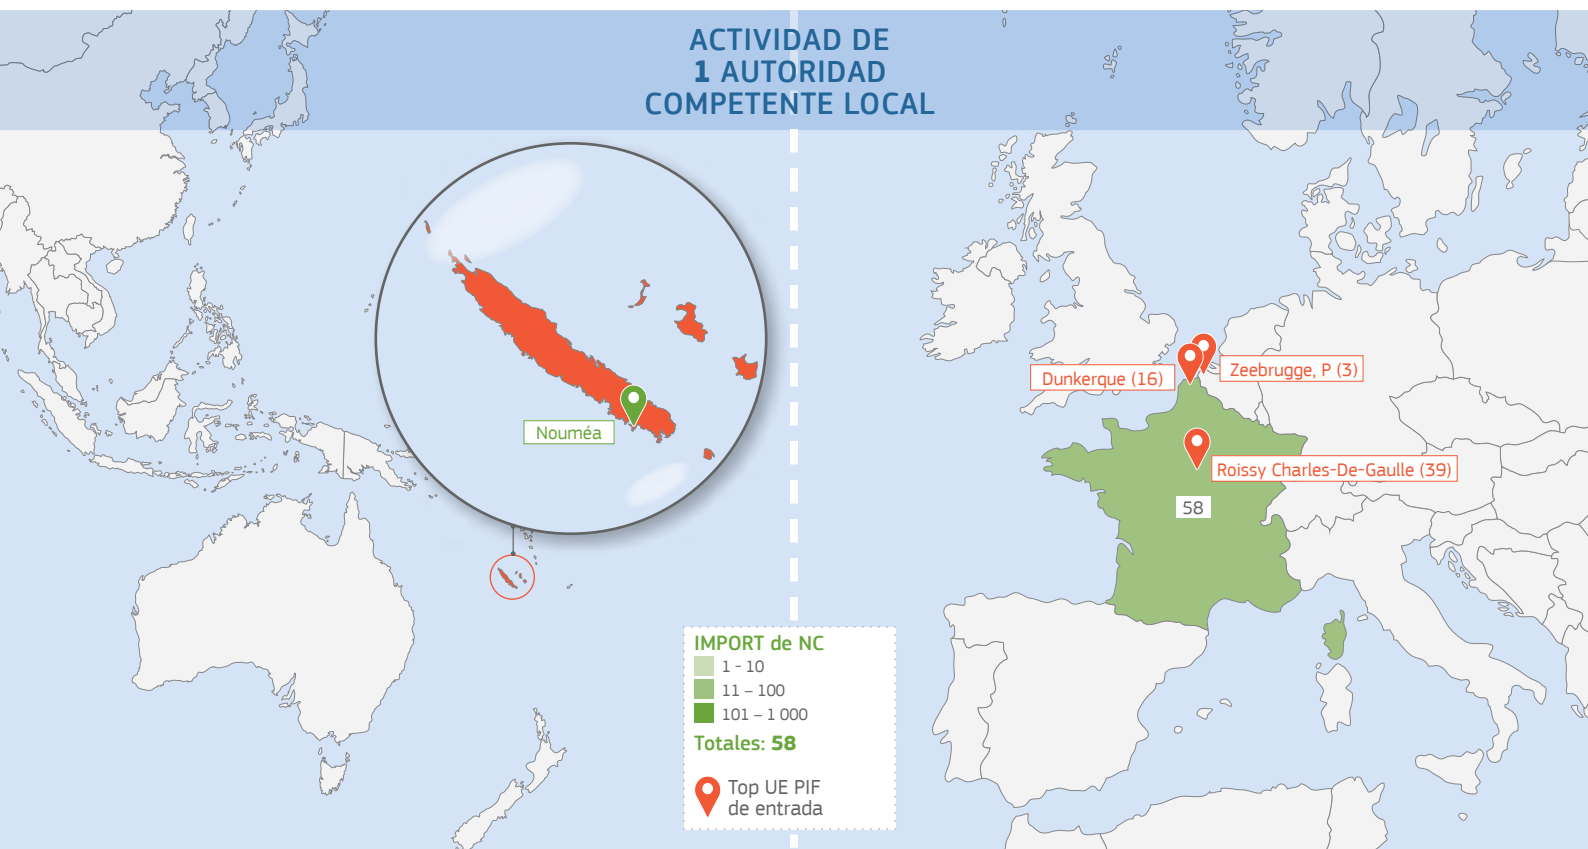 ACTIVIDAD DE
1 AUTORIDAD
COMPETENTE LOCAL
Nouméa
Dunkerque (16)
Zeebrugge, P (3)
Roissy Charles-De-Gaulle (39)
58
IMPORT de NC
1 - 10
11 – 100
101 – 1 000
Totales: 58
Top UE PIF
de entrada